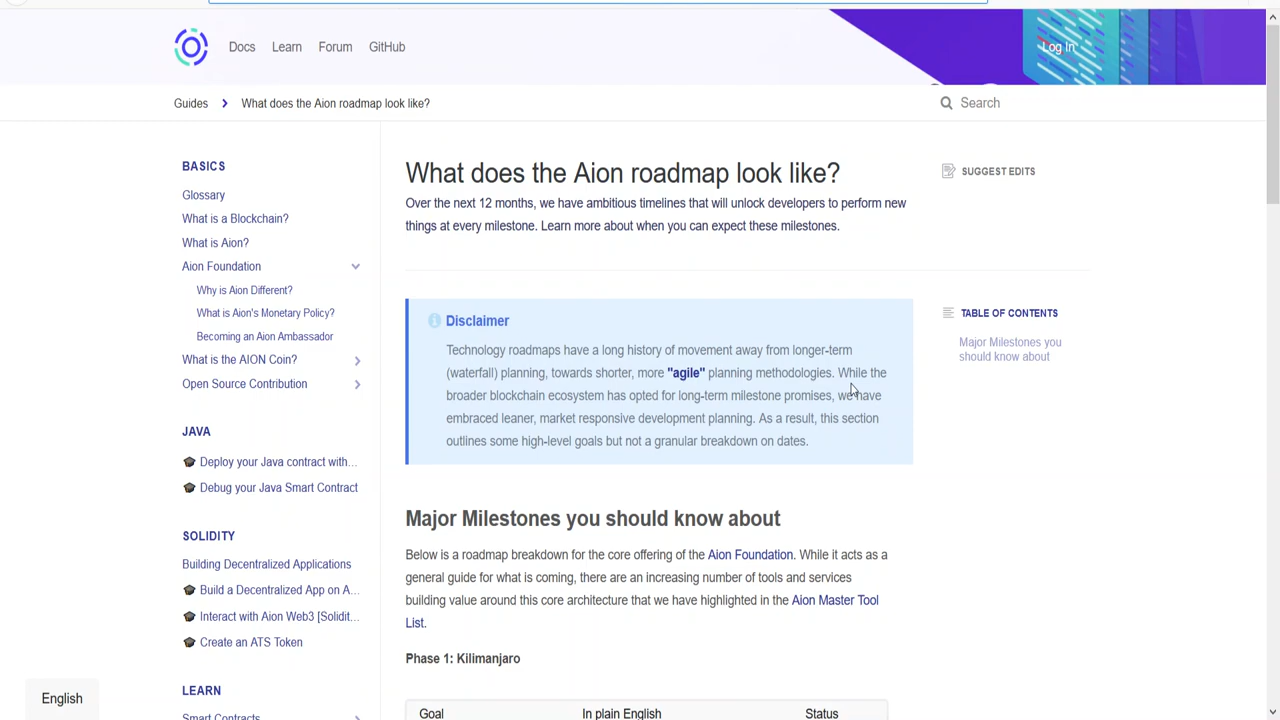 Docs Learn Forum GitHub Log In
Guides What does the Aion roadmap look like? Search
BASICS
Glossary
What is a Blockchain?
What is Aion?
Aion Foundation
Why is Aion Different?
What is Aion's Monetary Policy?
Becoming an Aion Ambassador
What is the AION Coin?
Open Source Contribution
JAVA
Deploy your Java contract with...
Debug your Java Smart Contract
SOLIDITY
Building Decentralized Applications
Build a Decentralized App on A...
Interact with Aion Web3 [Solidit...
Create an ATS Token
LEARN
Smart Contracts
English
What does the Aion roadmap look like?
Over the next 12 months, we have ambitious timelines that will unlock developers to perform new
things at every milestone. Learn more about when you can expect these milestones.
Disclaimer
Technology roadmaps have a long history of movement away from longer-term
(waterfall) planning, towards shorter, more "agile" planning methodologies. While the
broader blockchain ecosystem has opted for long-term milestone promises, we have
embraced leaner, market responsive development planning. As a result, this section
outlines some high-level goals but not a granular breakdown on dates.
Major Milestones you should know about
Below is a roadmap breakdown for the core offering of the Aion Foundation. While it acts as a
general guide for what is coming, there are an increasing number of tools and services
building value around this core architecture that we have highlighted in the Aion Master Tool
List.
Phase 1: Kilimanjaro
Goal In plain English Status
SUGGEST EDITS
TABLE OF CONTENTS
Major Milestones you
should know about